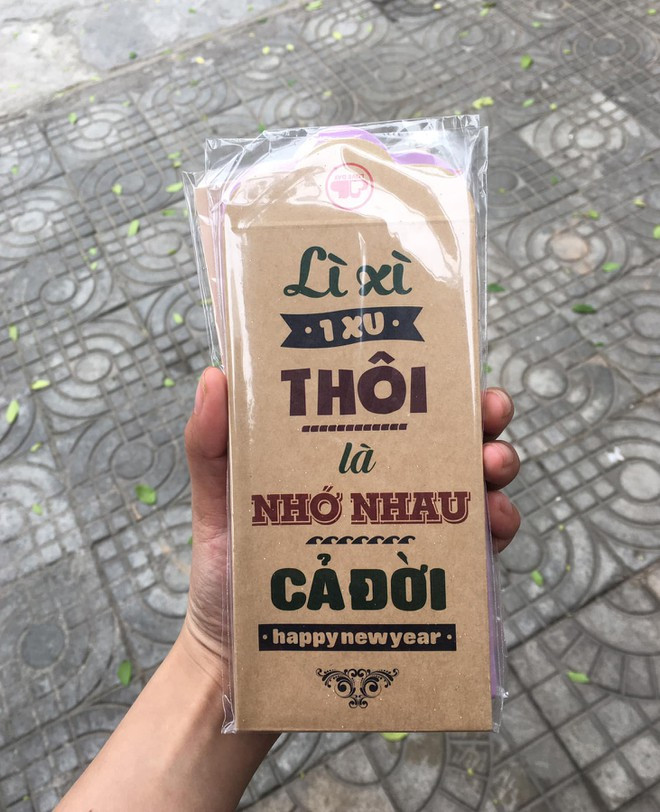 Lì xì
1 XU
THÔI
là
NHỚ NHAU
CẢ ĐỜI
happy new year